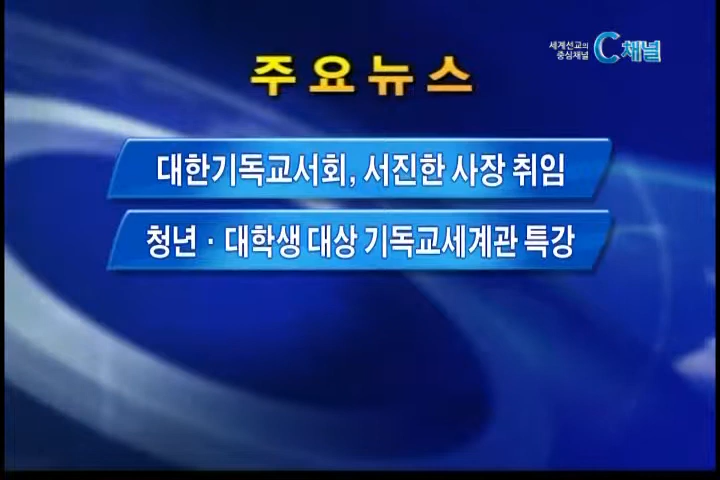 세계선교의
중심채널
C채널
주요뉴스
대한기독교서회, 서진한 사장 취임
청년 · 대학생 대상 기독교세계관 특강